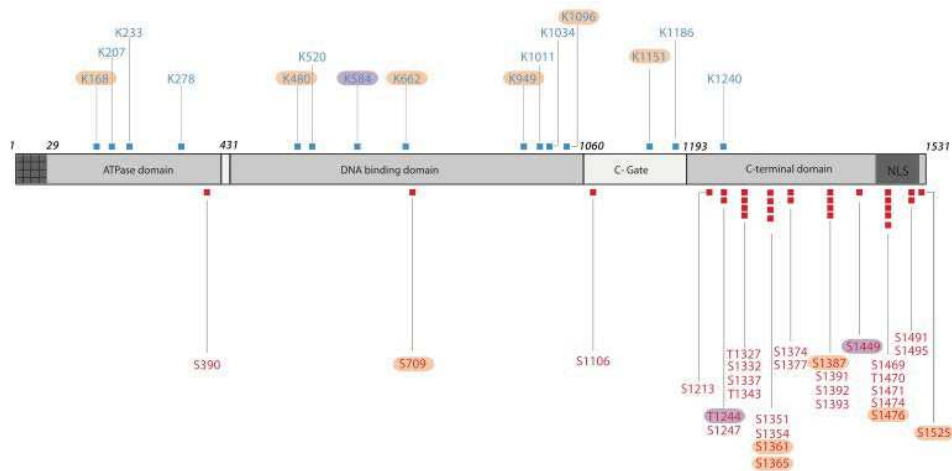 K1096
K233
K1034
K207
K520
K1011
K1186
K168
K278
K480
K584
K662
K949
K1151
K1240
1
29
431
1060
1193
1531
ATPase domain
DNA binding domain
C- Gate
C-terminal domain
NLS
S390
S709
S1106
S1213
T1244
S1247
T1327
S1332
S1337
T1343
S1351
S1354
S1361
S1365
S1374
S1377
S1387
S1391
S1392
S1393
S1449
S1469
T1470
S1471
S1474
S1476
S1491
S1495
S1525